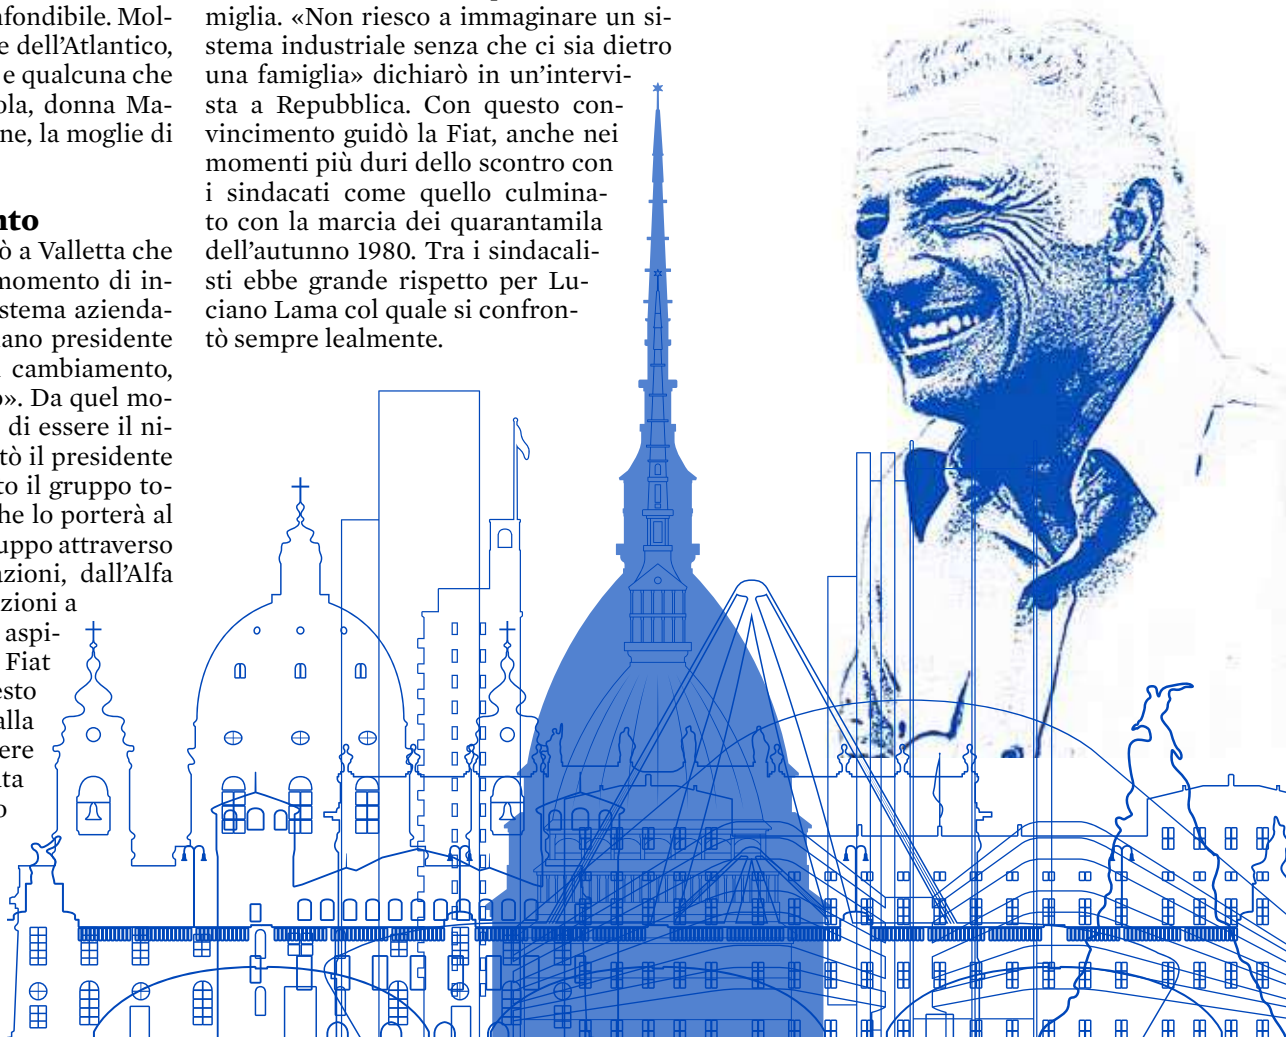 nfondibile. Mol-
e dell'Atlantico,
e qualcuna che
ola, donna Ma-
ne, la moglie di
nto
ò a Valletta che
momento di in-
stema azienda-
ano presidente
cambiamento,
o». Da quel mo-
di essere il ni-
tò il presidente
to il gruppo to-
he lo porterà al
uppo attraverso
azioni, dall'Alfa
zioni a
aspi-
Fiat
esto
alla
ere
ta
o
miglia. «Non riesco a immaginare un si-
stema industriale senza che ci sia dietro
una famiglia» dichiarò in un'intervi-
sta a Repubblica. Con questo con-
vincimento guidò la Fiat, anche nei
momenti più duri dello scontro con
i sindacati come quello culmina-
to con la marcia dei quarantamila
dell'autunno 1980. Tra i sindacali-
sti ebbe grande rispetto per Lu-
ciano Lama col quale si confron-
tò sempre lealmente.